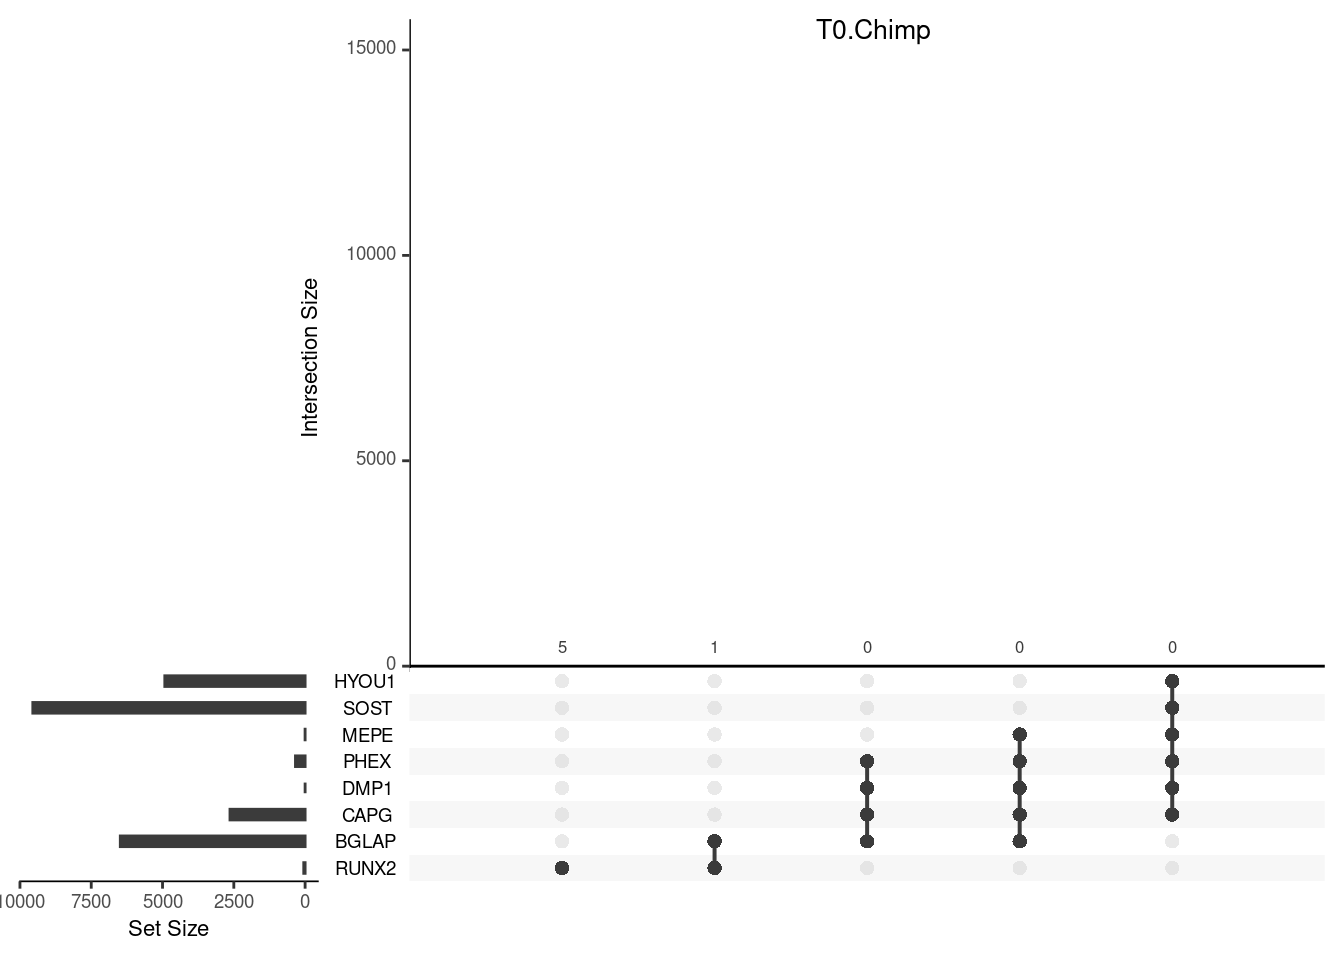 T0.Chimp
15000
10000
5000
0
Intersection Size
5 1 0 0 0
HYOU1
SOST
MEPE
PHEX
DMP1
CAPG
BGLAP
RUNX2
10000 7500 5000 2500 0
Set Size